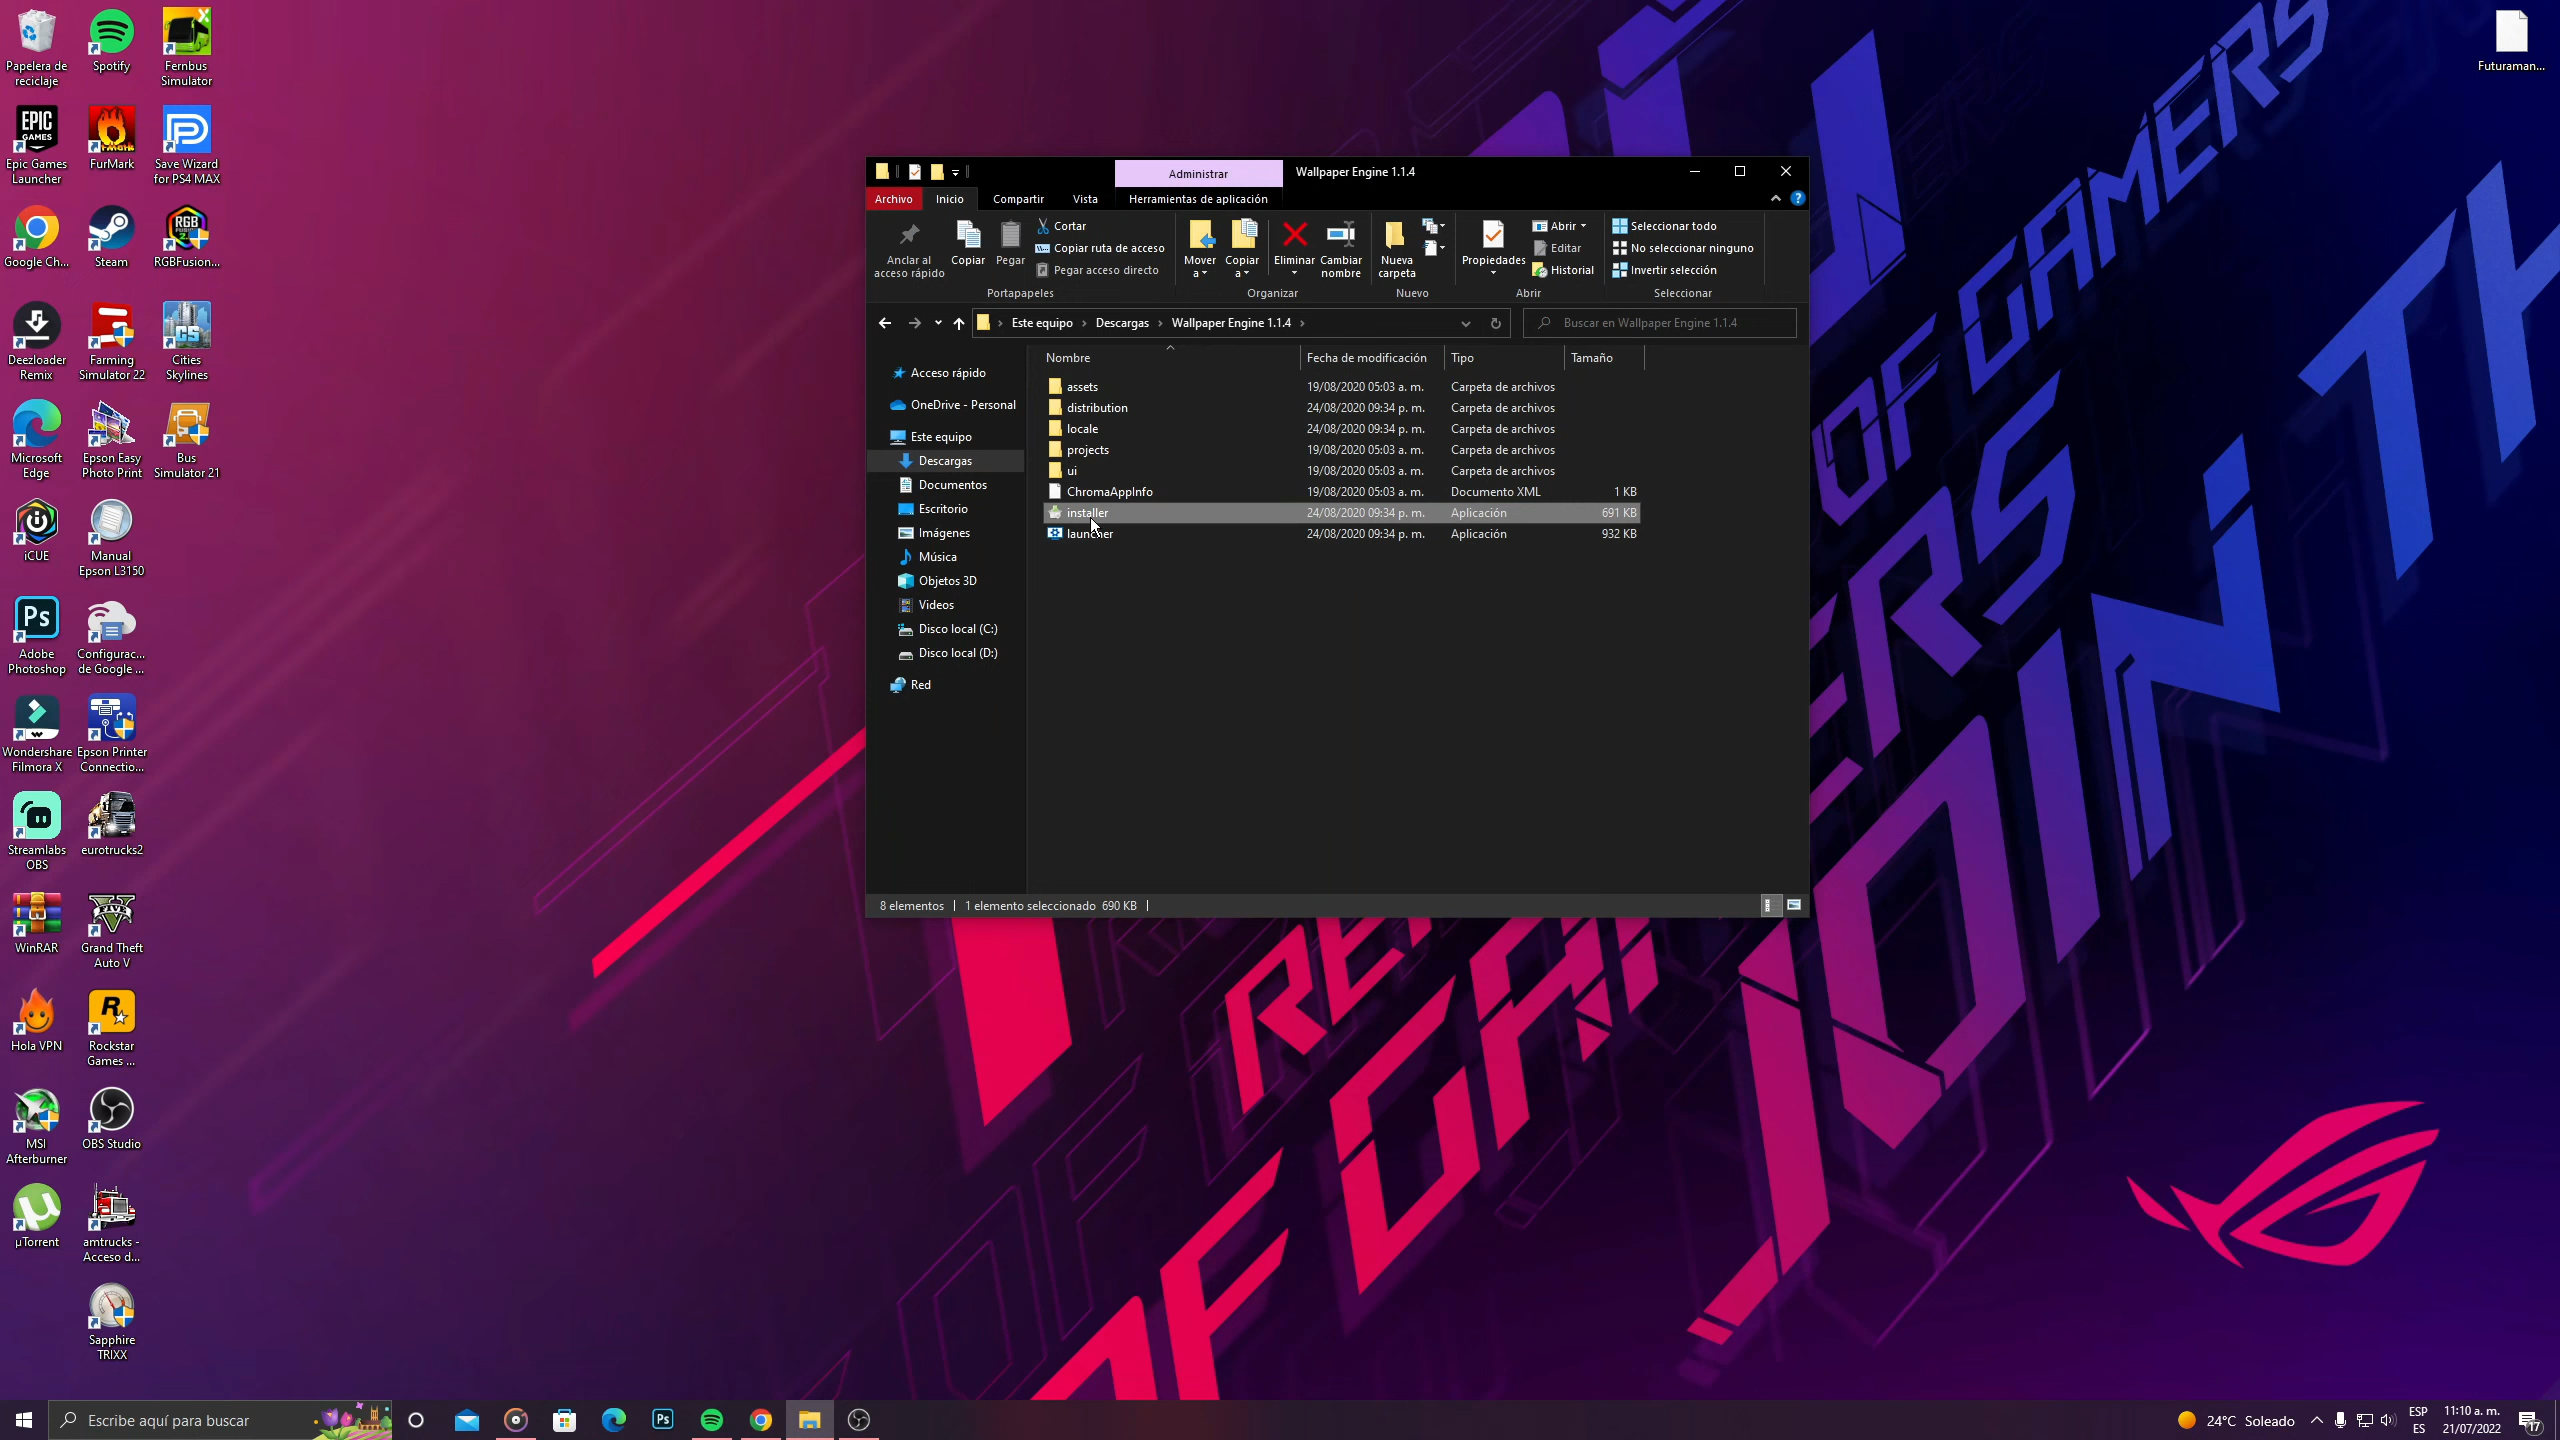 Papelera de
reciclaje
Spotify
Fernbus
Simulator
Futuraman...
EPIC
GAMES
Epic Games
Launcher
FurMark
Save Wizard
for PS4 MAX
Google Ch...
Steam
RGBFusion...
Deezloader
Remix
Farming
Simulator 22
CS
Cities
Skylines
Microsoft
Edge
Epson Easy
Photo Print
Bus
Simulator 21
iCUE
Manual
Epson L3150
Ps
Adobe
Photoshop
Configurac...
de Google ...
Wondershare
Filmora X
Epson Printer
Connectio...
Streamlabs
OBS
eurotrucks2
WinRAR
Grand Theft
Auto V
Hola VPN
Rockstar
Games ...
MSI
Afterburner
OBS Studio
µTorrent
amtrucks -
Acceso d...
Sapphire
TRIXX
Administrar
Wallpaper Engine 1.1.4
Archivo
Inicio
Compartir
Vista
Herramientas de aplicación
Anclar al
acceso rápido
Copiar
Pegar
Cortar
Copiar ruta de acceso
Pegar acceso directo
Portapapeles
Mover
a
Copiar
a
Eliminar
Cambiar
nombre
Organizar
Nueva
carpeta
Nuevo
Propiedades
Abrir
Editar
Historial
Abrir
Seleccionar todo
No seleccionar ninguno
Invertir selección
Seleccionar
Este equipo › Descargas › Wallpaper Engine 1.1.4 ›
Buscar en Wallpaper Engine 1.1.4
Acceso rápido
OneDrive - Personal
Este equipo
Descargas
Documentos
Escritorio
Imágenes
Música
Objetos 3D
Videos
Disco local (C:)
Disco local (D:)
Red
Nombre Fecha de modificación Tipo Tamaño
assets 19/08/2020 05:03 a. m. Carpeta de archivos
distribution 24/08/2020 09:34 p. m. Carpeta de archivos
locale 24/08/2020 09:34 p. m. Carpeta de archivos
projects 19/08/2020 05:03 a. m. Carpeta de archivos
ui 19/08/2020 05:03 a. m. Carpeta de archivos
ChromaAppInfo 19/08/2020 05:03 a. m. Documento XML 1 KB
installer 24/08/2020 09:34 p. m. Aplicación 691 KB
launcher 24/08/2020 09:34 p. m. Aplicación 932 KB
8 elementos 1 elemento seleccionado 690 KB
OF GAMERS
JOIN TH
OF GA
Escribe aquí para buscar
Ps
24°C Soleado
ESP
ES
11:10 a. m.
21/07/2022
17